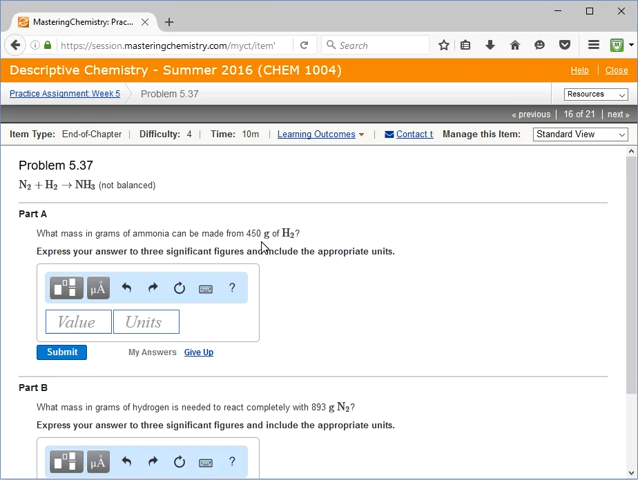 MasteringChemistry: Prac...
https://session.masteringchemistry.com/myct/item'
Search
Descriptive Chemistry - Summer 2016 (CHEM 1004)
Help | Close
Practice Assignment: Week 5
Problem 5.37
Resources
« previous | 16 of 21 | next »
Item Type: End-of-Chapter | Difficulty: 4 | Time: 10m | Learning Outcomes
Contact t
Manage this Item: Standard View
Problem 5.37
N₂ + H₂ → NH₃ (not balanced)
Part A
What mass in grams of ammonia can be made from 450 g of H₂?
Express your answer to three significant figures and include the appropriate units.
μÅ
?
Value
Units
Submit
My Answers Give Up
Part B
What mass in grams of hydrogen is needed to react completely with 893 g N₂?
Express your answer to three significant figures and include the appropriate units.
μÅ
?